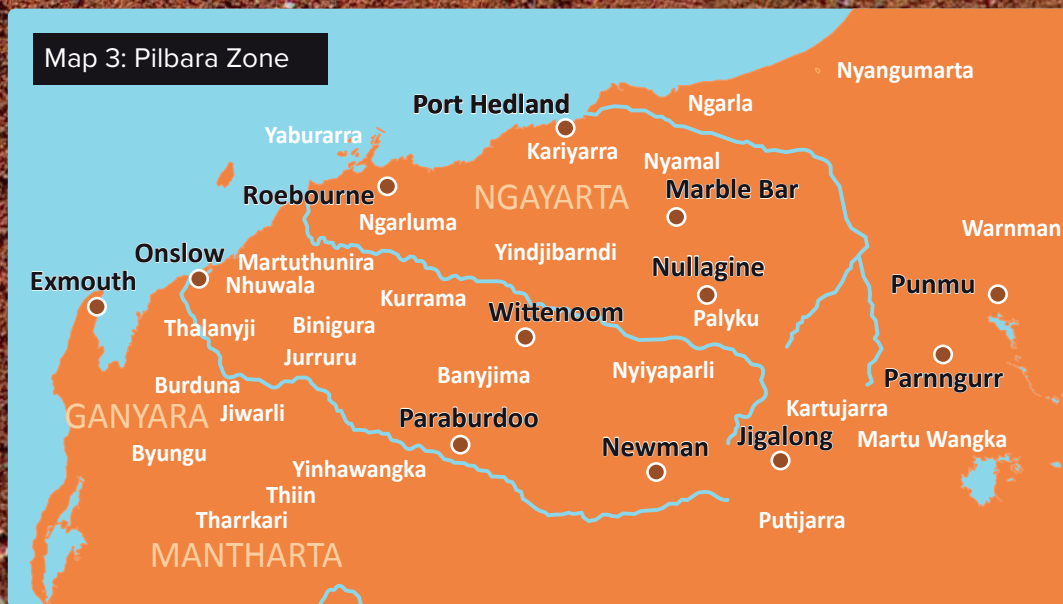 Map 3: Pilbara Zone
Nyangumarta
Port Hedland
Ngarla
Yaburarra
Kariyarra
Nyamal
Roebourne
NGAYARTA
Marble Bar
Ngarluma
Warnman
Onslow
Martuthunira
Yindjibarndi
Exmouth
Nhuwala
Nullagine
Punmu
Kurrama
Wittenoom
Thalanyji
Binigura
Palyku
Jurruru
Banyjima
Nyiyaparli
Parnngurr
Burduna
GANYARA
Jiwarli
Paraburdoo
Kartujarra
Byungu
Newman
Jigalong
Martu Wangka
Yinhawangka
Thiin
Tharrkari
Putijarra
MANTHARTA